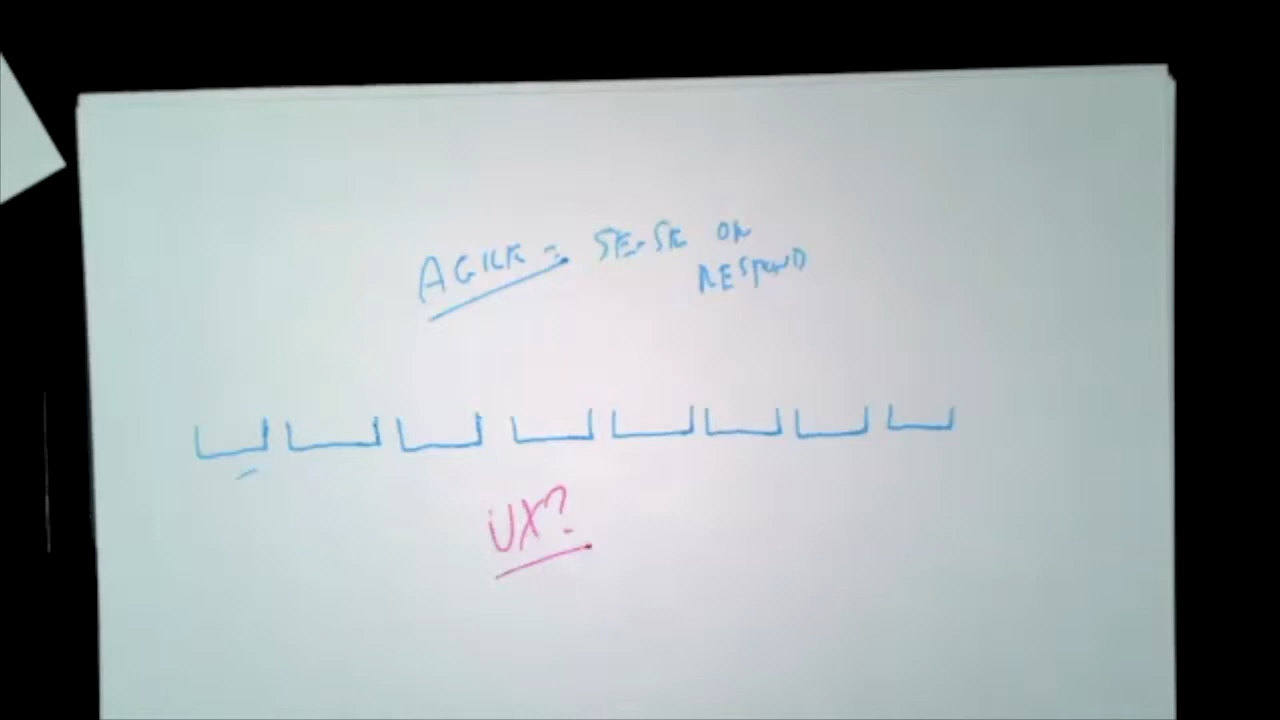 AGILE = SENSE OR
RESPOND
UX?